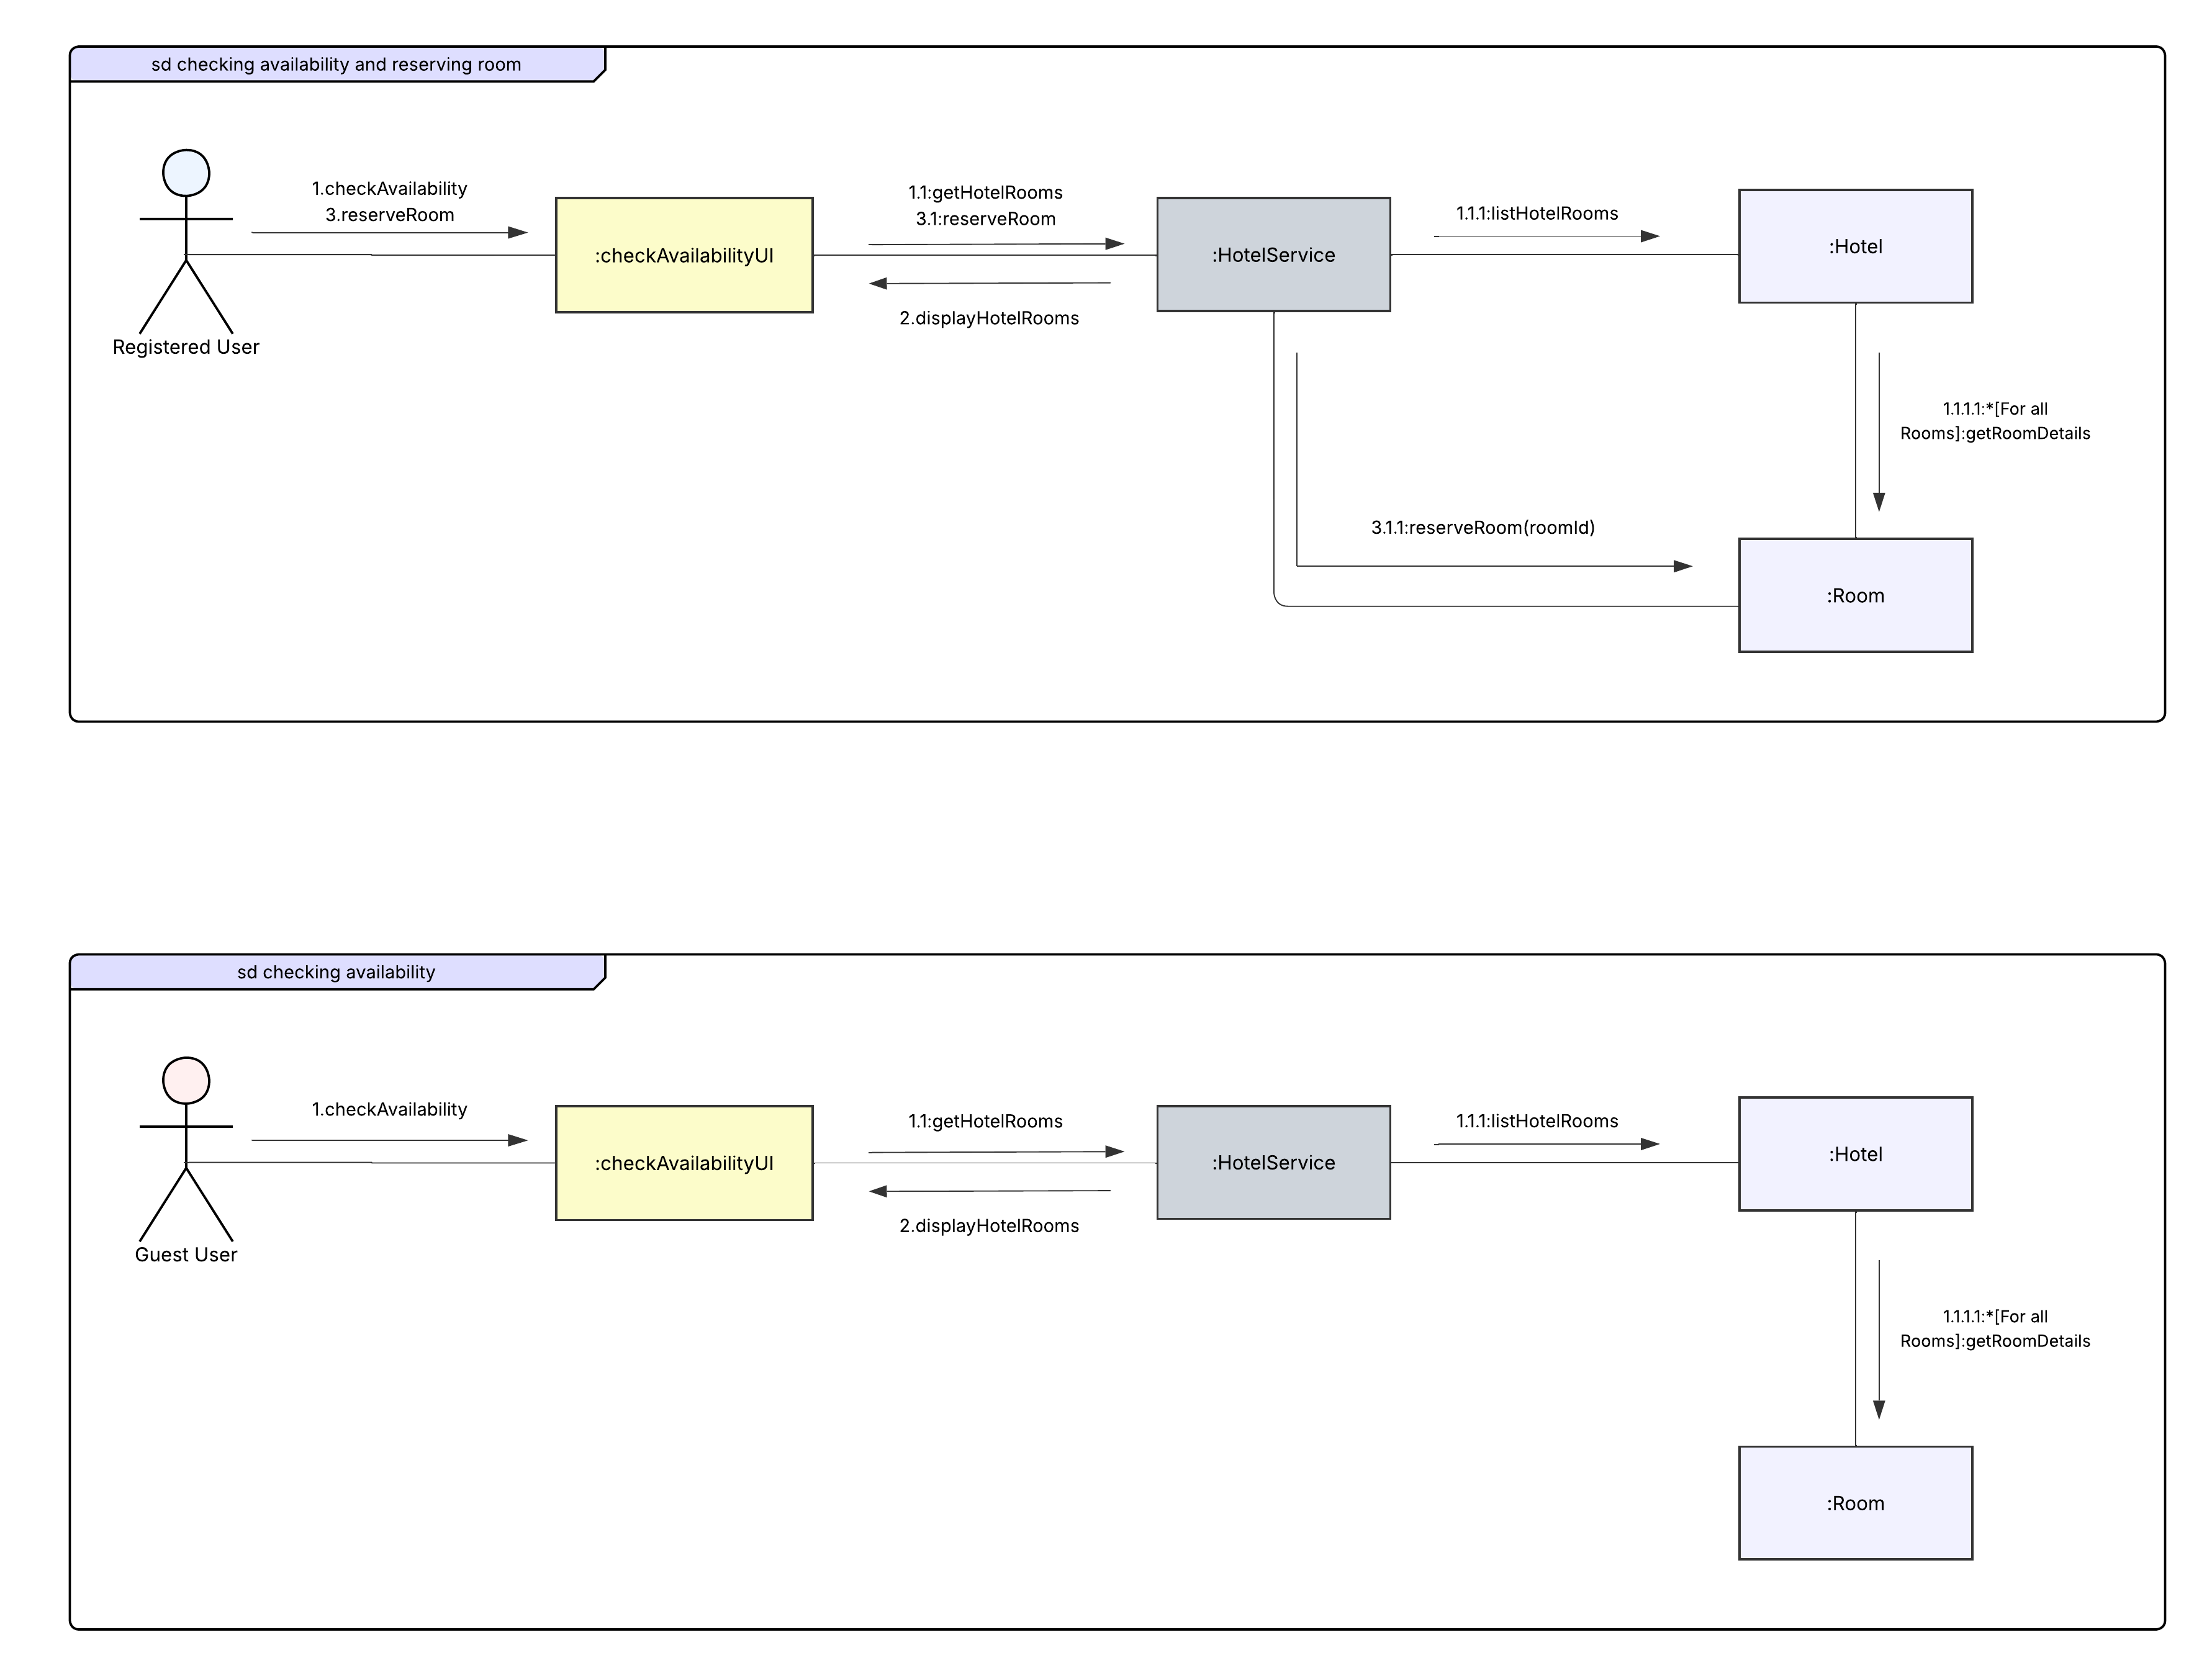 sd checking availability and reserving room
1.checkAvailability
3.reserveRoom
1.1:getHotelRooms
3.1:reserveRoom
1.1.1:listHotelRooms
:checkAvailabilityUI
:HotelService
:Hotel
2.displayHotelRooms
Registered User
1.1.1.1:*[For all
Rooms]:getRoomDetails
3.1.1:reserveRoom(roomId)
:Room
sd checking availability
1.checkAvailability
1.1:getHotelRooms
1.1.1:listHotelRooms
:checkAvailabilityUI
:HotelService
:Hotel
2.displayHotelRooms
Guest User
1.1.1.1:*[For all
Rooms]:getRoomDetails
:Room